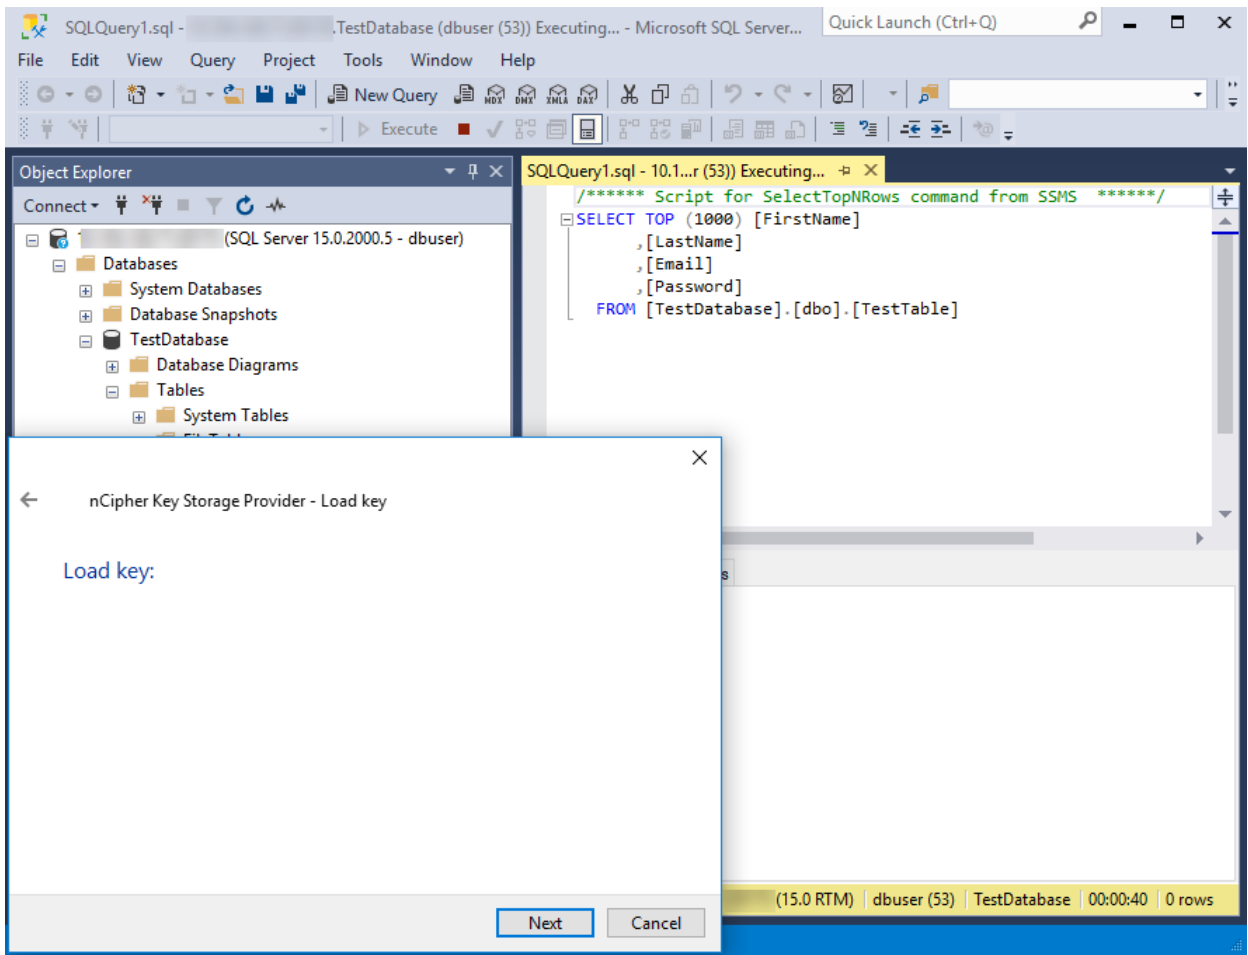 SQLQuery1.sql - .TestDatabase (dbuser (53)) Executing... - Microsoft SQL Server...
Quick Launch (Ctrl+Q)
File Edit View Query Project Tools Window Help
New Query MDX DMX XMLA DAX
Execute
Object Explorer
Connect
(SQL Server 15.0.2000.5 - dbuser)
Databases
System Databases
Database Snapshots
TestDatabase
Database Diagrams
Tables
System Tables
SQLQuery1.sql - 10.1...r (53)) Executing...
/****** Script for SelectTopNRows command from SSMS ******/
SELECT TOP (1000) [FirstName]
,[LastName]
,[Email]
,[Password]
FROM [TestDatabase].[dbo].[TestTable]
nCipher Key Storage Provider - Load key
Load key:
Next Cancel
s
(15.0 RTM) dbuser (53) TestDatabase 00:00:40 0 rows